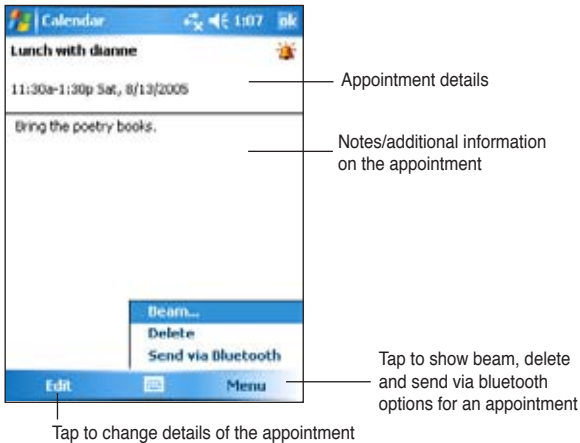 Calendar 1:07 ok
Lunch with dianne
11:30a-1:30p Sat, 8/13/2005
Bring the poetry books.
Appointment details
Notes/additional information
on the appointment
Beam...
Delete
Send via Bluetooth
Edit Menu
Tap to show beam, delete
and send via bluetooth
options for an appointment
Tap to change details of the appointment